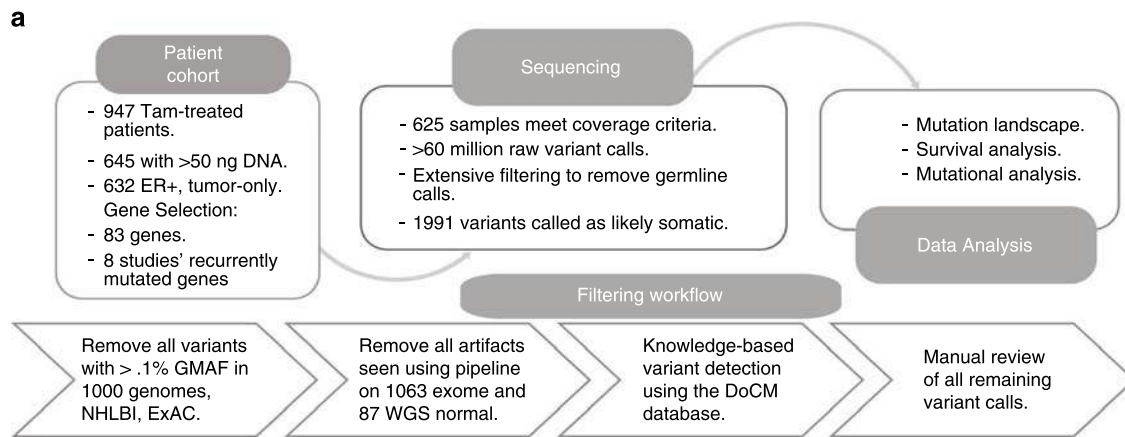 a
Patient
cohort
- 947 Tam-treated
patients.
- 645 with >50 ng DNA.
- 632 ER+, tumor-only.
Gene Selection:
- 83 genes.
- 8 studies' recurrently
mutated genes
Sequencing
- 625 samples meet coverage criteria.
- >60 million raw variant calls.
- Extensive filtering to remove germline
calls.
- 1991 variants called as likely somatic.
- Mutation landscape.
- Survival analysis.
- Mutational analysis.
Data Analysis
Filtering workflow
Remove all variants
with > .1% GMAF in
1000 genomes,
NHLBI, ExAC.
Remove all artifacts
seen using pipeline
on 1063 exome and
87 WGS normal.
Knowledge-based
variant detection
using the DoCM
database.
Manual review
of all remaining
variant calls.